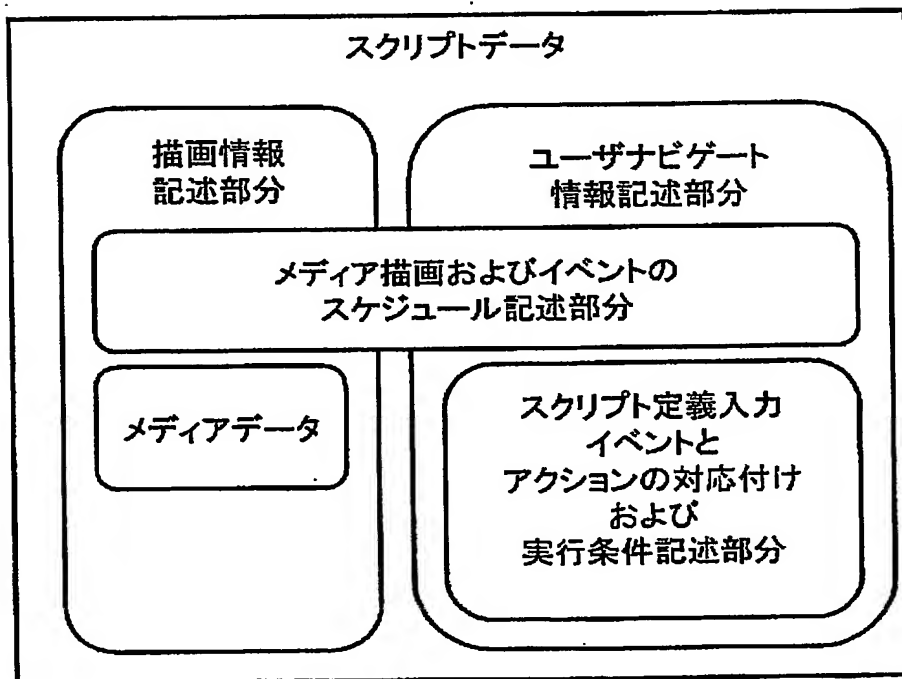 スクリプトデータ
描画情報
記述部分
ユーザナビゲート
情報記述部分
メディア描画およびイベントの
スケジュール記述部分
メディアデータ
スクリプト定義入力
イベントと
アクションの対応付け
および
実行条件記述部分